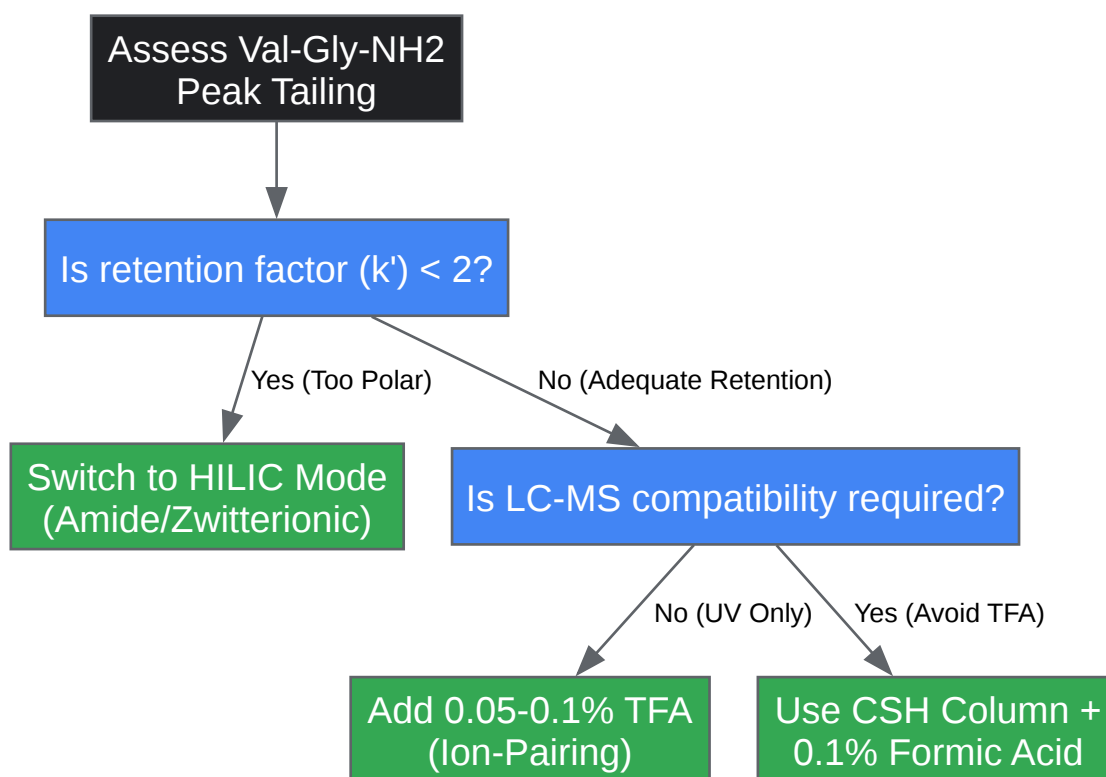 Assess Val-Gly-NH2
Peak Tailing
Is retention factor (k') < 2?
Yes (Too Polar)
No (Adequate Retention)
Switch to HILIC Mode
(Amide/Zwitterionic)
Is LC-MS compatibility required?
No (UV Only)
Yes (Avoid TFA)
Add 0.05-0.1% TFA
(Ion-Pairing)
Use CSH Column +
0.1% Formic Acid